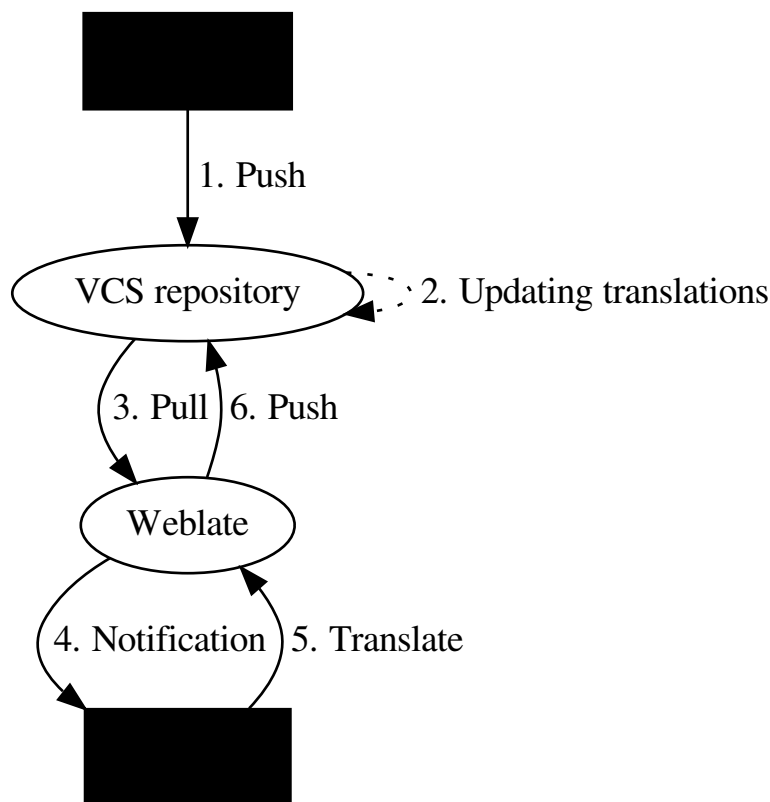 1. Push
VCS repository
2. Updating translations
3. Pull
6. Push
Weblate
4. Notification
5. Translate